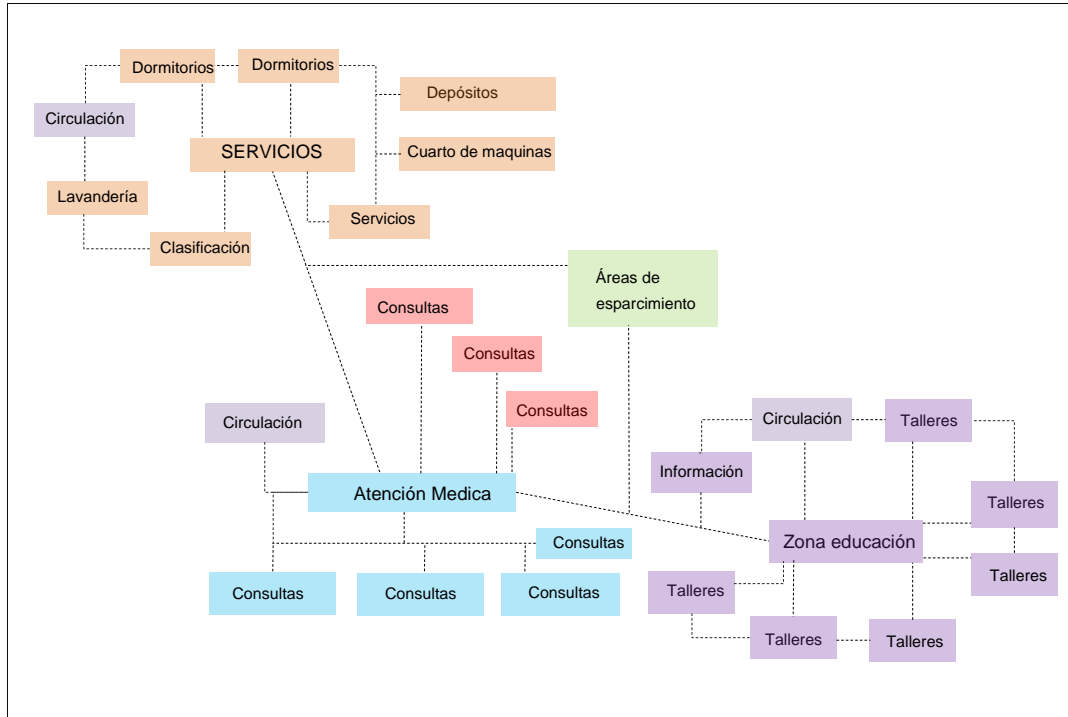 Dormitorios
Dormitorios
Depósitos
Circulación
SERVICIOS
Cuarto de maquinas
Lavandería
Servicios
Clasificación
Áreas de
esparcimiento
Consultas
Consultas
Consultas
Circulación
Circulación
Talleres
Información
Atención Medica
Talleres
Zona educación
Consultas
Talleres
Consultas
Consultas
Consultas
Talleres
Talleres
Talleres